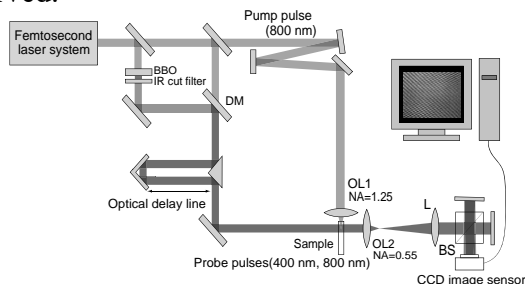 Pump pulse
(800 nm)
Femtosecond
laser system
BBO
IR cut filter
DM
Optical delay line
OL1
NA=1.25
L
Sample
OL2
NA=0.55
BS
Probe pulses(400 nm, 800 nm)
CCD image sensor